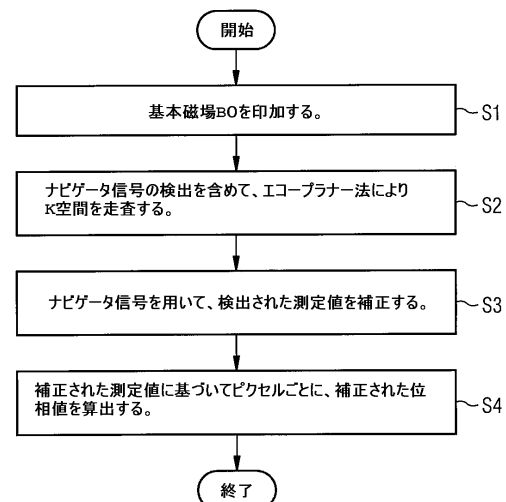 開始
基本磁場BOを印加する。
S1
ナビゲータ信号の検出を含めて、エコープラナー法により
K空間を走査する。
S2
ナビゲータ信号を用いて、検出された測定値を補正する。
S3
補正された測定値に基づいてピクセルごとに、補正された位
相値を算出する。
S4
終了